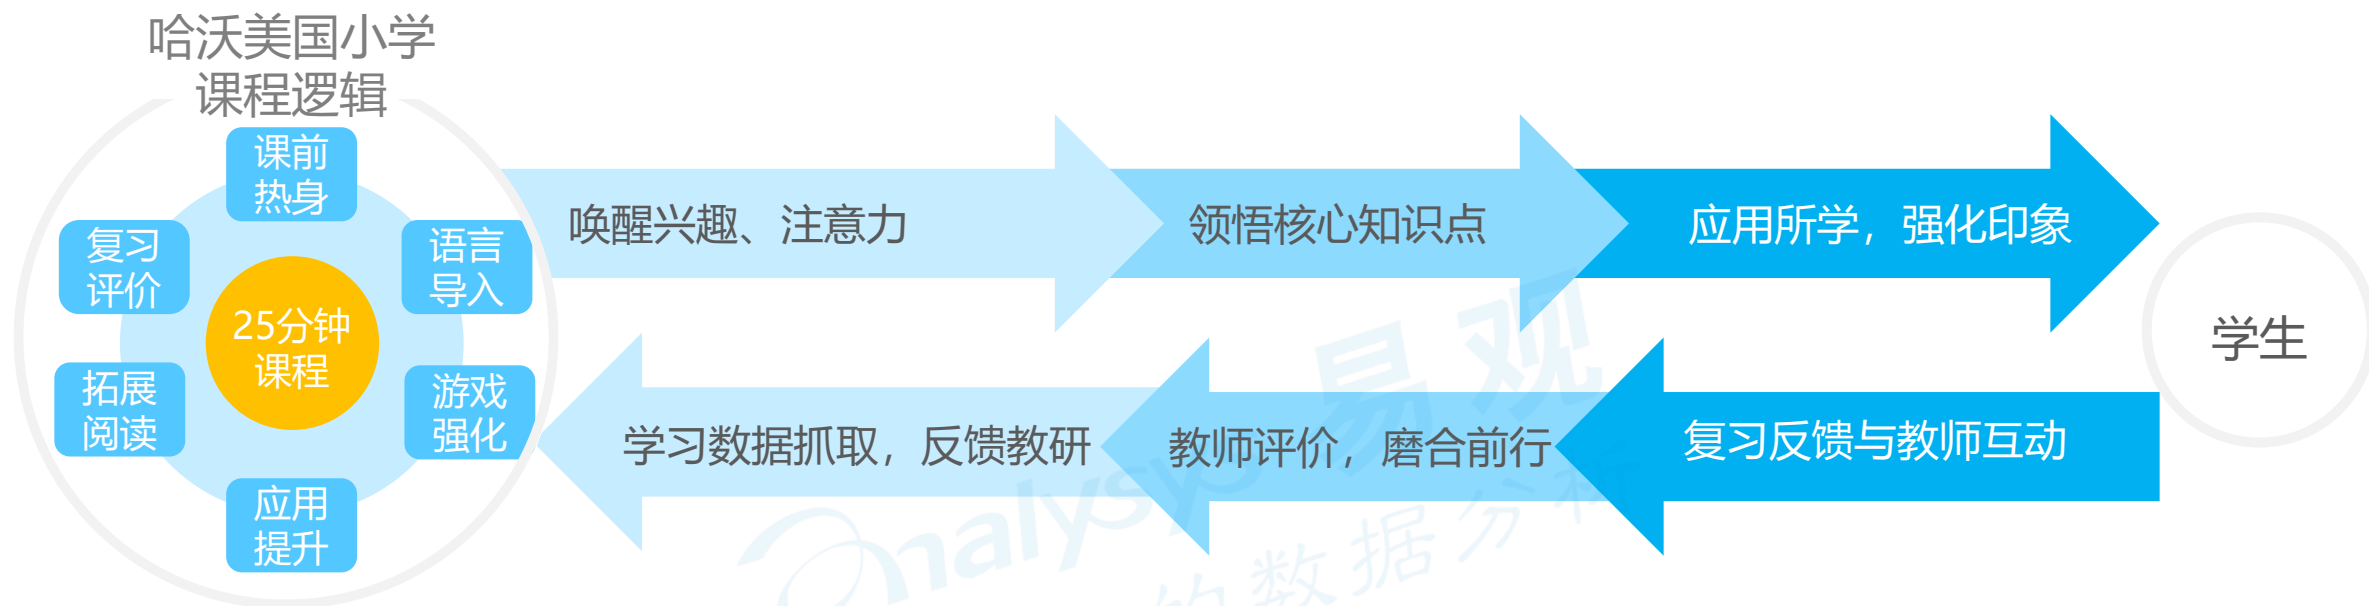 哈沃美国小学
课程逻辑
课前
热身
语言
导入
游戏
强化
应用
提升
拓展
阅读
复习
评价
25分钟
课程
唤醒兴趣、注意力
领悟核心知识点
应用所学，强化印象
学生
复习反馈与教师互动
教师评价，磨合前行
学习数据抓取，反馈教研
analysys 易观
的数据分析